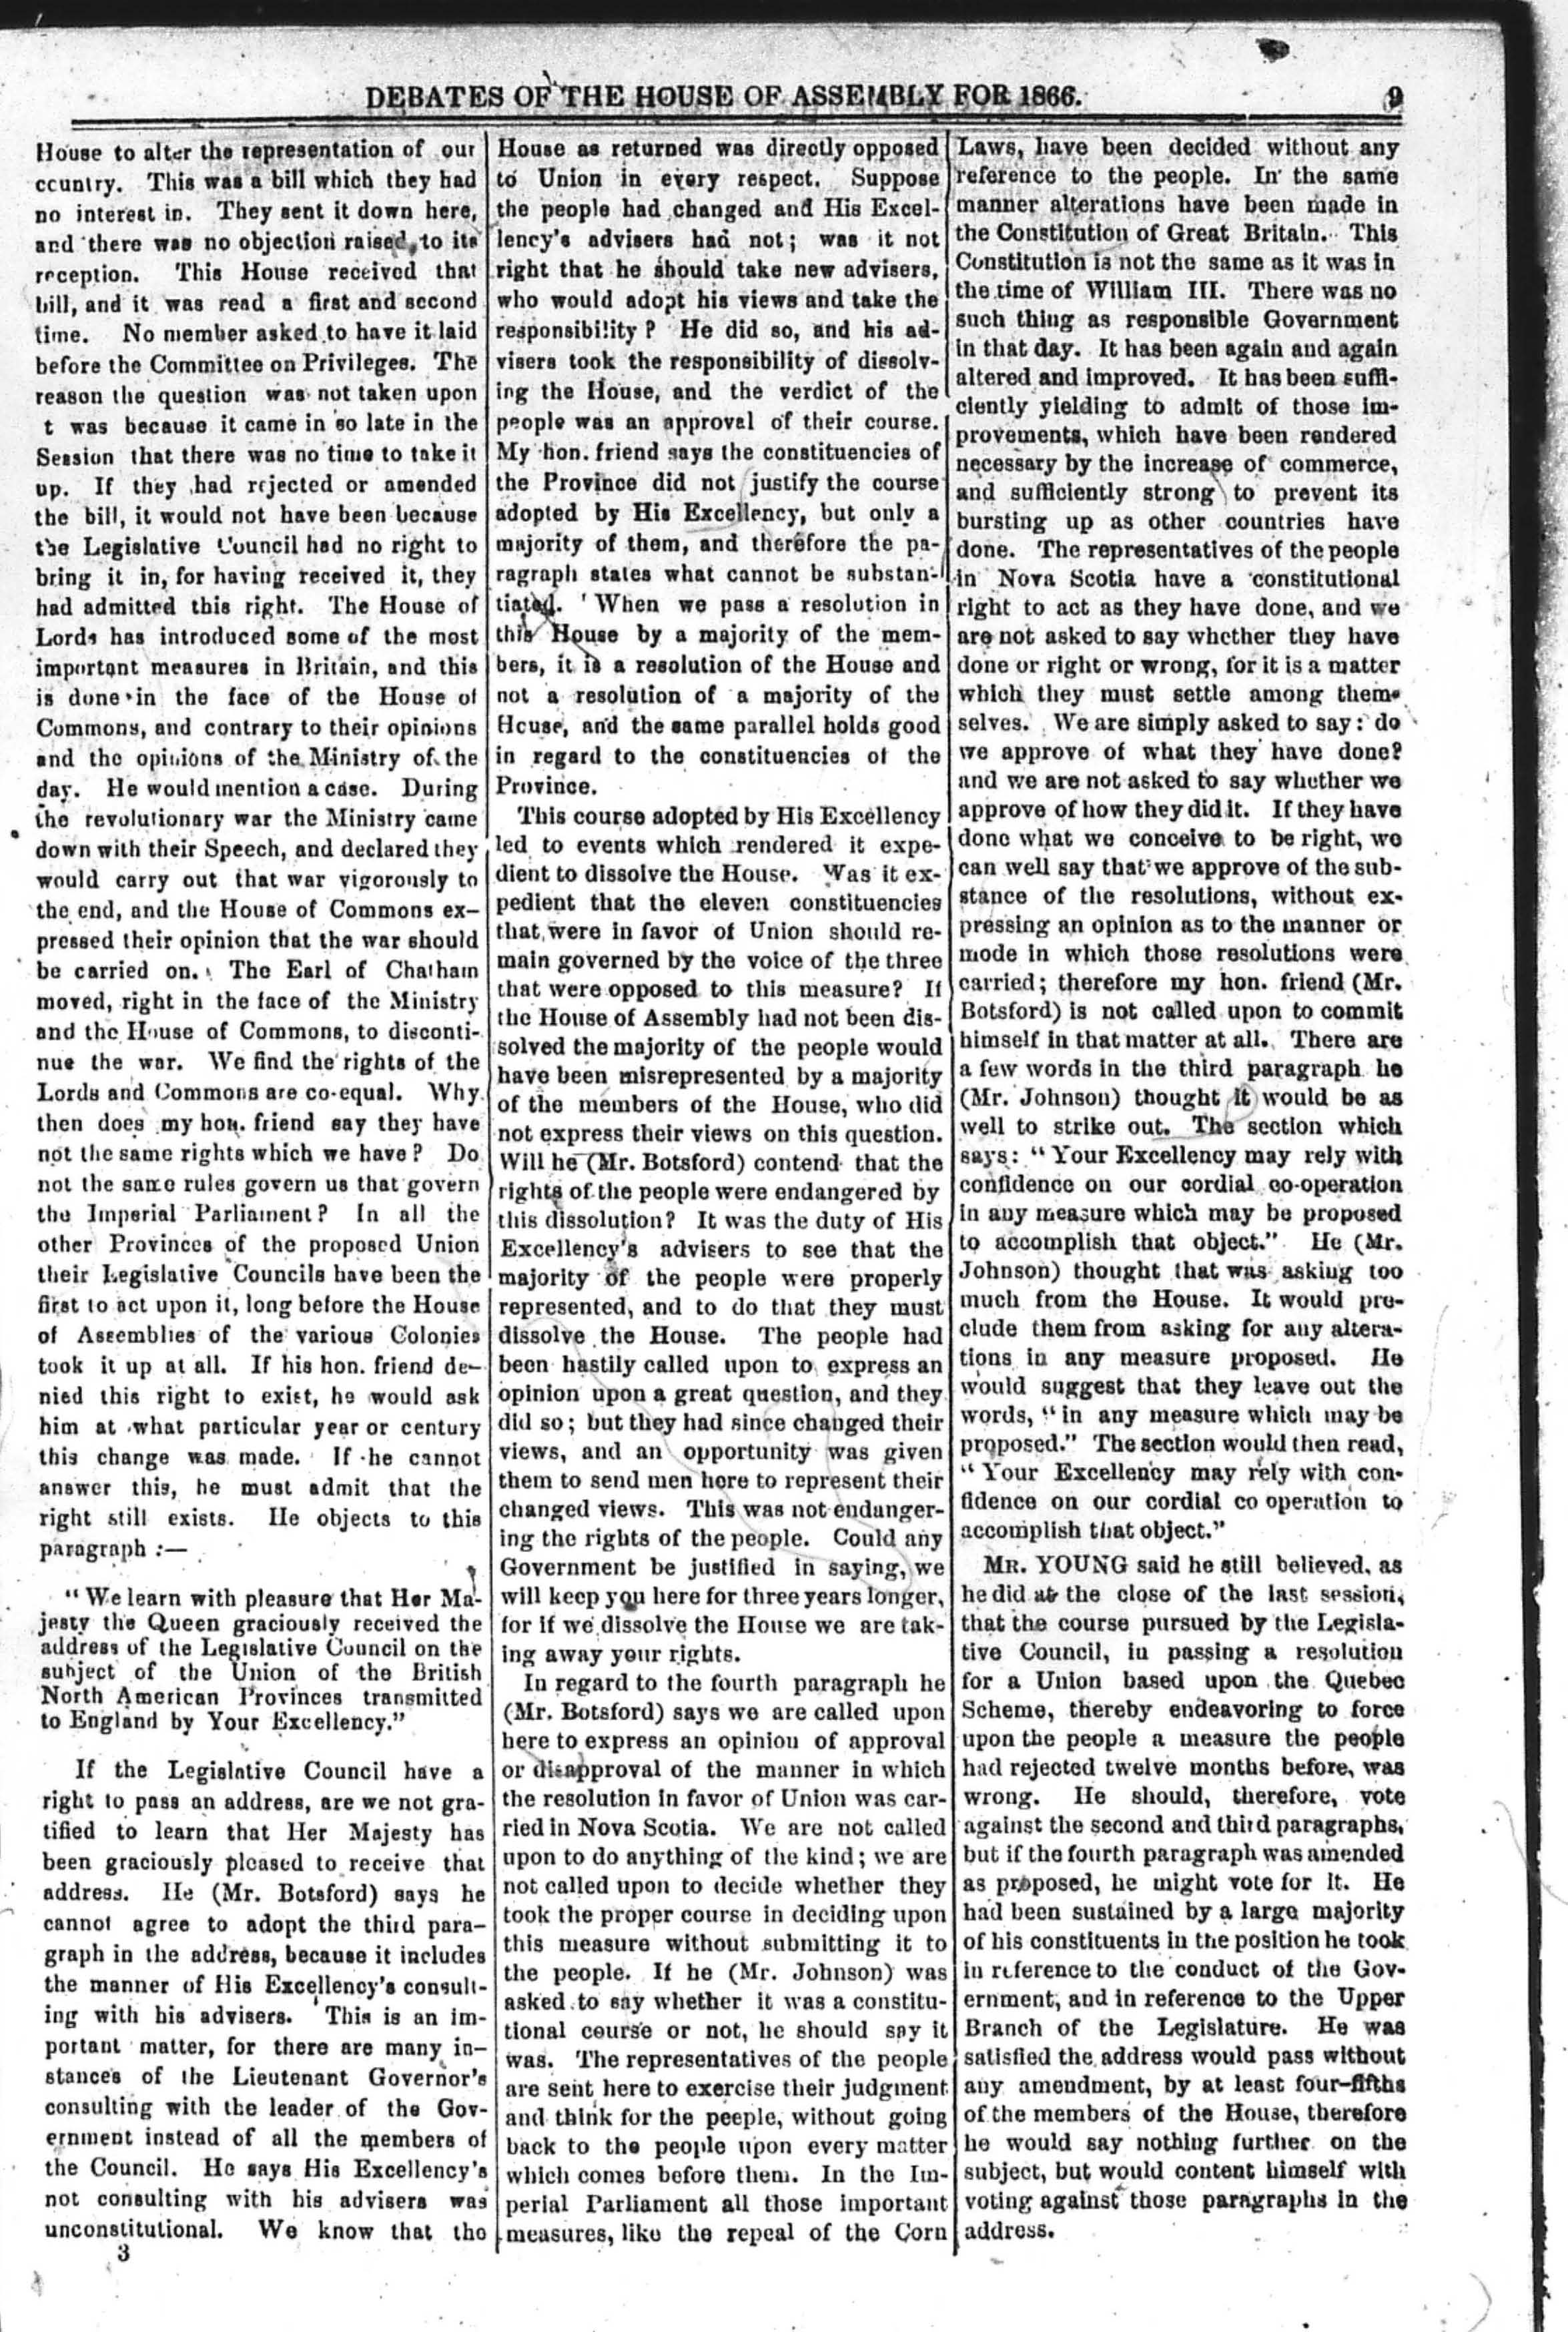 DEBATES OF THE HOUSE OF ASSEMBLY FOR 1866. 9
House to alter the representation of our
ccuntry. This was a bill which they had
no interest in. They sent it down here,
and there was no objection raised to its
reception. This House received that
bill, and it was read a first and second
time. No member asked to have it laid
before the Committee on Privileges. The
reason the question was not taken upon
t was because it came in so late in the
Session that there was no time to take it
up. If they had rejected or amended
the bill, it would not have been because
the Legislative Council had no right to
bring it in, for having received it, they
had admitted this right. The House of
Lords has introduced some of the most
important measures in Britain, and this
is done in the face of the House of
Commons, and contrary to their opinions
and the opinions of the Ministry of the
day. He would mention a case. During
the revolutionary war the Ministry came
down with their Speech, and declared they
would carry out that war vigorously to
the end, and the House of Commons ex-
pressed their opinion that the war should
be carried on. The Earl of Chatham
moved, right in the face of the Ministry
and the House of Commons, to disconti-
nue the war. We find the rights of the
Lords and Commons are co-equal. Why
then does my hon. friend say they have
not the same rights which we have? Do
not the same rules govern us that govern
the Imperial Parliament? In all the
other Provinces of the proposed Union
their Legislative Councils have been the
first to act upon it, long before the House
of Assemblies of the various Colonies
took it up at all. If his hon. friend de-
nied this right to exist, he would ask
him at what particular year or century
this change was made. If he cannot
answer this, he must admit that the
right still exists. He objects to this
paragraph :—
"We learn with pleasure that Her Ma-
jesty the Queen graciously received the
address of the Legislative Council on the
subject of the Union of the British
North American Provinces transmitted
to England by Your Excellency."
If the Legislative Council have a
right to pass an address, are we not gra-
tified to learn that Her Majesty has
been graciously pleased to receive that
address. He (Mr. Botsford) says he
cannot agree to adopt the third para-
graph in the address, because it includes
the manner of His Excellency's consult-
ing with his advisers. This is an im-
portant matter, for there are many in-
stances of the Lieutenant Governor's
consulting with the leader of the Gov-
ernment instead of all the members of
the Council. He says His Excellency's
not consulting with his advisers was
unconstitutional. We know that the
3
House as returned was directly opposed
to Union in every respect. Suppose
the people had changed and His Excel-
lency's advisers had not; was it not
right that he should take new advisers,
who would adopt his views and take the
responsibility? He did so, and his ad-
visers took the responsibility of dissolv-
ing the House, and the verdict of the
people was an approval of their course.
My hon. friend says the constituencies of
the Province did not justify the course
adopted by His Excellency, but only a
majority of them, and therefore the pa-
ragraph states what cannot be substan-
tiated. When we pass a resolution in
this House by a majority of the mem-
bers, it is a resolution of the House and
not a resolution of a majority of the
Hcuse, and the same parallel holds good
in regard to the constituencies of the
Province.
This course adopted by His Excellency
led to events which rendered it expe-
dient to dissolve the House. Was it ex-
pedient that the eleven constituencies
that were in favor of Union should re-
main governed by the voice of the three
that were opposed to this measure? If
the House of Assembly had not been dis-
solved the majority of the people would
have been misrepresented by a majority
of the members of the House, who did
not express their views on this question.
Will he (Mr. Botsford) contend that the
rights of the people were endangered by
this dissolution? It was the duty of His
Excellency's advisers to see that the
majority of the people were properly
represented, and to do that they must
dissolve the House. The people had
been hastily called upon to express an
opinion upon a great question, and they
did so; but they had since changed their
views, and an opportunity was given
them to send men here to represent their
changed views. This was not endanger-
ing the rights of the people. Could any
Government be justified in saying, we
will keep you here for three years longer,
for if we dissolve the House we are tak-
ing away your rights.
In regard to the fourth paragraph he
(Mr. Botsford) says we are called upon
here to express an opinion of approval
or disapproval of the manner in which
the resolution in favor of Union was car-
ried in Nova Scotia. We are not called
upon to do anything of the kind; we are
not called upon to decide whether they
took the proper course in deciding upon
this measure without submitting it to
the people. If he (Mr. Johnson) was
asked to say whether it was a constitu-
tional course or not, he should say it
was. The representatives of the people
are sent here to exercise their judgment
and think for the peeple, without going
back to the people upon every matter
which comes before them. In the Im-
perial Parliament all those important
measures, like the repeal of the Corn
Laws, have been decided without any
reference to the people. In the same
manner alterations have been made in
the Constitution of Great Britain. This
Constitution is not the same as it was in
the time of William III. There was no
such thing as responsible Government
in that day. It has been again and again
altered and improved. It has been suffi-
ciently yielding to admit of those im-
provements, which have been rendered
necessary by the increase of commerce,
and sufficiently strong to prevent its
bursting up as other countries have
done. The representatives of the people
in Nova Scotia have a constitutional
right to act as they have done, and we
are not asked to say whether they have
done or right or wrong, for it is a matter
which they must settle among them-
selves. We are simply asked to say: do
we approve of what they have done?
and we are not asked to say whether we
approve of how they did it. If they have
done what we conceive to be right, we
can well say that we approve of the sub-
stance of the resolutions, without ex-
pressing an opinion as to the manner or
mode in which those resolutions were
carried; therefore my hon. friend (Mr.
Botsford) is not called upon to commit
himself in that matter at all. There are
a few words in the third paragraph he
(Mr. Johnson) thought it would be as
well to strike out. The section which
says: "Your Excellency may rely with
confidence on our cordial co-operation
in any measure which may be proposed
to accomplish that object." He (Mr.
Johnson) thought that was asking too
much from the House. It would pre-
clude them from asking for any altera-
tions in any measure proposed. He
would suggest that they leave out the
words, "in any measure which may be
proposed." The section would then read,
"Your Excellency may rely with con-
fidence on our cordial co operation to
accomplish that object."
MR. YOUNG said he still believed, as
he did at the close of the last session,
that the course pursued by the Legisla-
tive Council, in passing a resolution
for a Union based upon the Quebec
Scheme, thereby endeavoring to force
upon the people a measure the people
had rejected twelve months before, was
wrong. He should, therefore, vote
against the second and third paragraphs,
but if the fourth paragraph was amended
as proposed, he might vote for it. He
had been sustained by a large majority
of his constituents in the position he took
in reference to the conduct of the Gov-
ernment, and in reference to the Upper
Branch of the Legislature. He was
satisfied the address would pass without
any amendment, by at least four-fifths
of the members of the House, therefore
he would say nothing further on the
subject, but would content himself with
voting against those paragraphs in the
address.